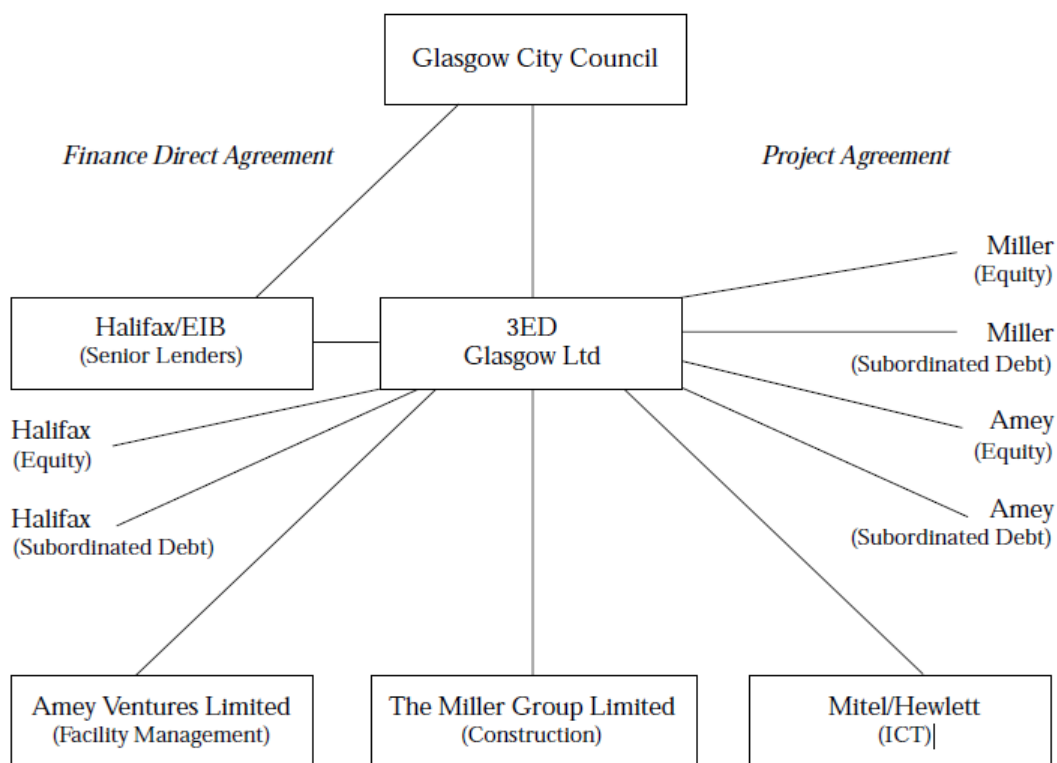 Glasgow City Council
Finance Direct Agreement
Project Agreement
Miller
(Equity)
Halifax/EIB
(Senior Lenders)
3ED
Glasgow Ltd
Miller
(Subordinated Debt)
Halifax
(Equity)
Amey
(Equity)
Halifax
(Subordinated Debt)
Amey
(Subordinated Debt)
Amey Ventures Limited
(Facility Management)
The Miller Group Limited
(Construction)
Mitel/Hewlett
(ICT)